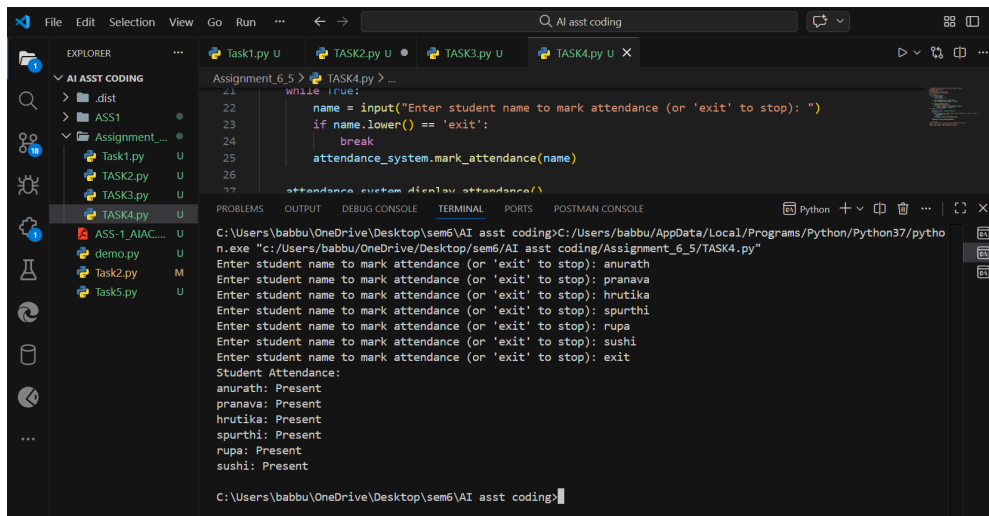 File Edit Selection View Go Run ··· AI asst coding
EXPLORER ···
AI ASST CODING
.dist
ASS1
Assignment_...
Task1.py U
TASK2.py U
TASK3.py U
TASK4.py U
ASS-1_AIAC.... U
demo.py U
Task2.py M
Task5.py U
1
18
1
Task1.py U TASK2.py U TASK3.py U TASK4.py U
Assignment_6_5 > TASK4.py > ...
21 while True:
22 name = input("Enter student name to mark attendance (or 'exit' to stop): ")
23 if name.lower() == 'exit':
24 break
25 attendance_system.mark_attendance(name)
26
27 attendance_system.display_attendance()
PROBLEMS OUTPUT DEBUG CONSOLE TERMINAL PORTS POSTMAN CONSOLE Python
C:\Users\babbu\OneDrive\Desktop\sem6\AI asst coding>C:/Users/babbu/AppData/Local/Programs/Python/Python37/pytho
n.exe "c:/Users/babbu/OneDrive/Desktop/sem6/AI asst coding/Assignment_6_5/TASK4.py"
Enter student name to mark attendance (or 'exit' to stop): anurath
Enter student name to mark attendance (or 'exit' to stop): pranava
Enter student name to mark attendance (or 'exit' to stop): hrutika
Enter student name to mark attendance (or 'exit' to stop): spurthi
Enter student name to mark attendance (or 'exit' to stop): rupa
Enter student name to mark attendance (or 'exit' to stop): sushi
Enter student name to mark attendance (or 'exit' to stop): exit
Student Attendance:
anurath: Present
pranava: Present
hrutika: Present
spurthi: Present
rupa: Present
sushi: Present
C:\Users\babbu\OneDrive\Desktop\sem6\AI asst coding>